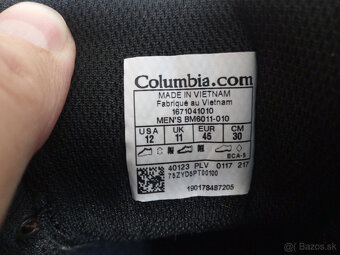 Columbia.com
MADE IN VIETNAM
Fabriqué au Vietnam
1671041010
MEN'S BM6011-010
USA UK EUR CM
12 11 45 30
ECA-5
40123 PLV 0117 217
75ZYD5PT00100
190178487205
Bazos.sk